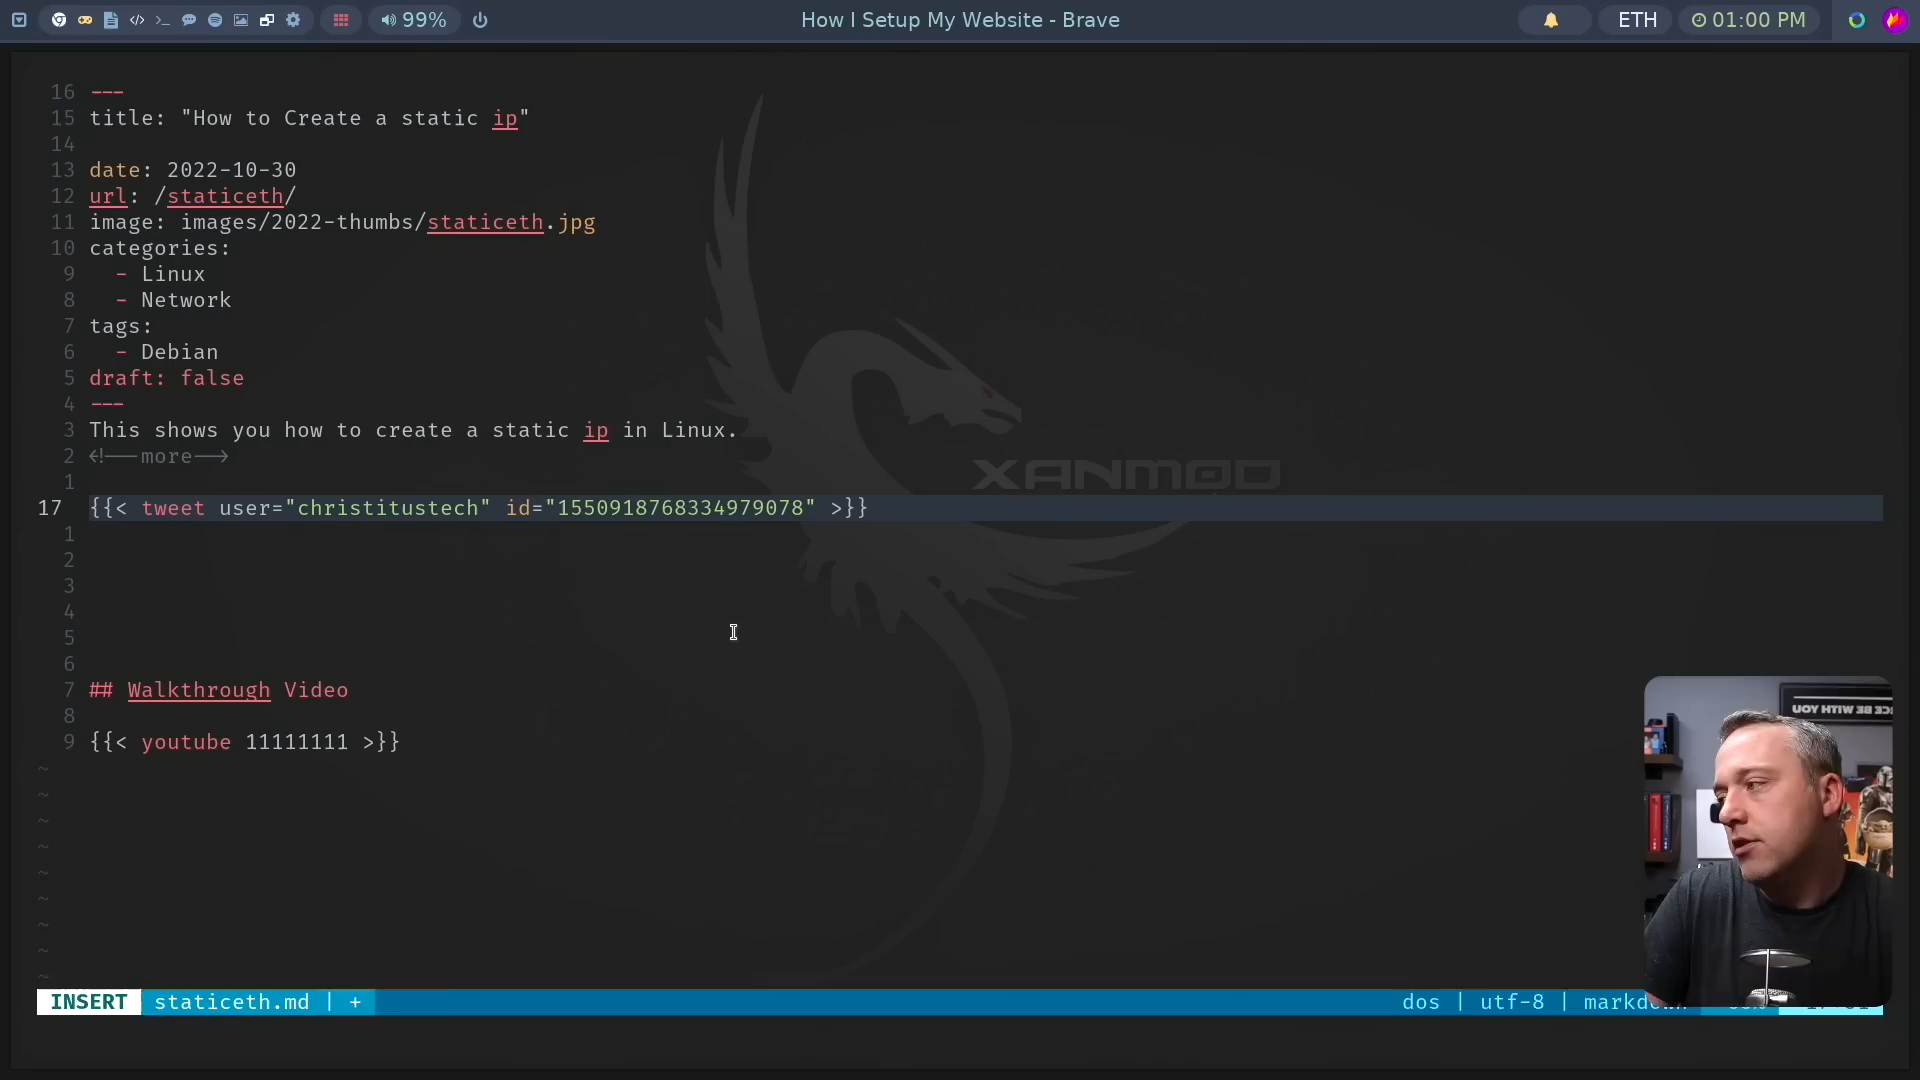 99%
How I Setup My Website - Brave
ETH
01:00 PM
16 ---
15 title: "How to Create a static ip"
14
13 date: 2022-10-30
12 url: /staticeth/
11 image: images/2022-thumbs/staticeth.jpg
10 categories:
9 - Linux
8 - Network
7 tags:
6 - Debian
5 draft: false
4 ---
3 This shows you how to create a static ip in Linux.
2 <!--more-->
1
17 {{< tweet user="christitustech" id="1550918768334979078" >}}
1
2
3
4
5
6
7 ## Walkthrough Video
8
9 {{< youtube 11111111 >}}
~
~
~
~
~
~
~
~
~
XANMOD
BE WITH YOU
INSERT staticeth.md | +
dos | utf-8 |